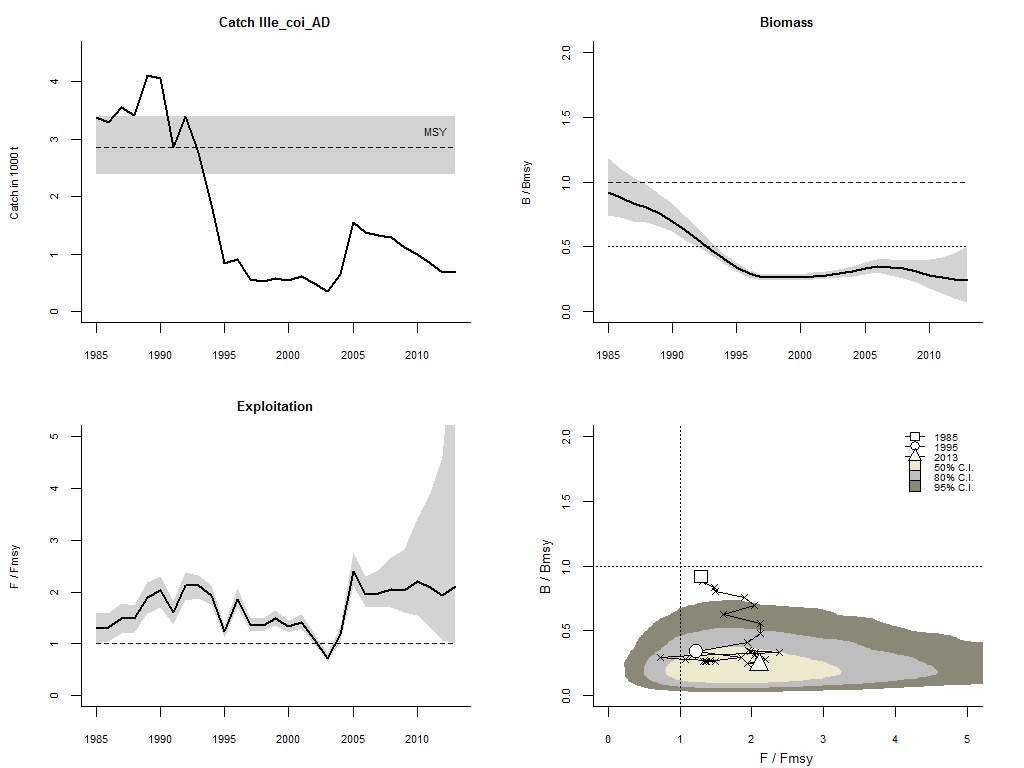 Catch IIIe_coi_AD
Catch in 1000 t
0 1 2 3 4
MSY
1985 1990 1995 2000 2005 2010
Biomass
B / Bmsy
0.0 0.5 1.0 1.5 2.0
1985 1990 1995 2000 2005 2010
Exploitation
F / Fmsy
0 1 2 3 4 5
1985 1990 1995 2000 2005 2010
B / Bmsy
0.0 0.5 1.0 1.5 2.0
1985
1995
2013
50% C.I.
80% C.I.
95% C.I.
0 1 2 3 4 5
F / Fmsy